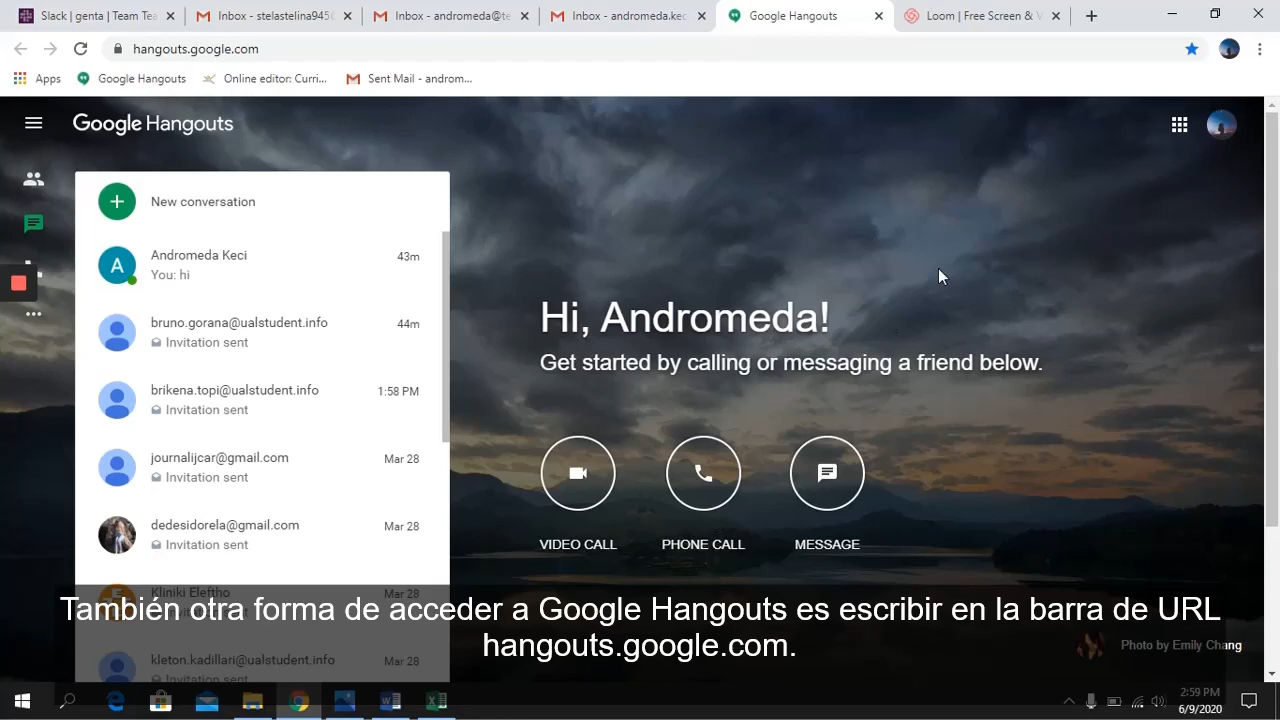 Slack | genta | Team Tea
Inbox - stelastelina945@
Inbox - andromeda@te
Inbox - andromeda.kec
Google Hangouts
Loom | Free Screen & V
hangouts.google.com
Apps
Google Hangouts
Online editor: Curri...
Sent Mail - androm...
Google Hangouts
New conversation
Andromeda Keci
43m
You: hi
bruno.gorana@ualstudent.info
44m
Invitation sent
brikena.topi@ualstudent.info
1:58 PM
Invitation sent
journalijcar@gmail.com
Mar 28
Invitation sent
dedesidorela@gmail.com
Mar 28
Invitation sent
Kliniki Eleftho
Mar 28
kleton.kadillari@ualstudent.info
Mar 28
A
Hi, Andromeda!
Get started by calling or messaging a friend below.
VIDEO CALL
PHONE CALL
MESSAGE
También otra forma de acceder a Google Hangouts es escribir en la barra de URL
hangouts.google.com.
Photo by Emily Chang
2:59 PM
6/9/2020